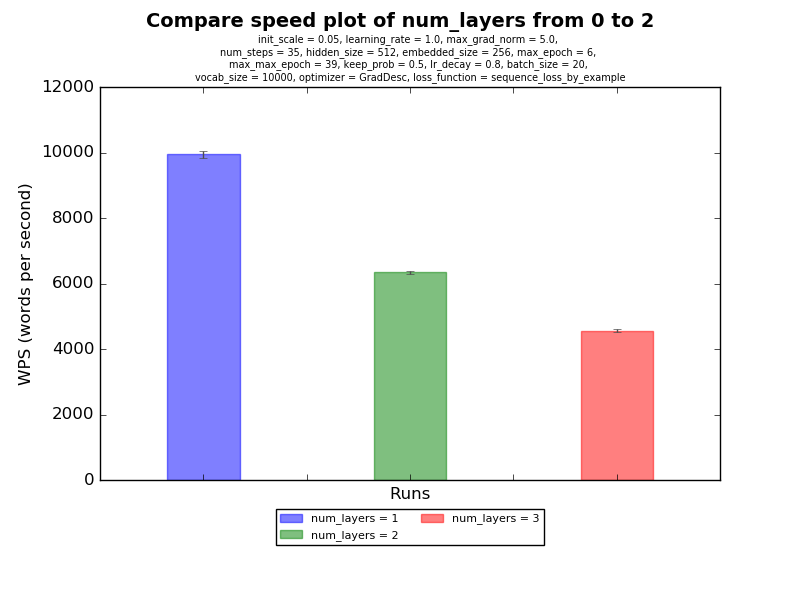 Compare speed plot of num_layers from 0 to 2
init_scale = 0.05, learning_rate = 1.0, max_grad_norm = 5.0,
num_steps = 35, hidden_size = 512, embedded_size = 256, max_epoch = 6,
max_max_epoch = 39, keep_prob = 0.5, lr_decay = 0.8, batch_size = 20,
vocab_size = 10000, optimizer = GradDesc, loss_function = sequence_loss_by_example
12000
10000
8000
6000
4000
2000
0
WPS (words per second)
Runs
num_layers = 1
num_layers = 2
num_layers = 3